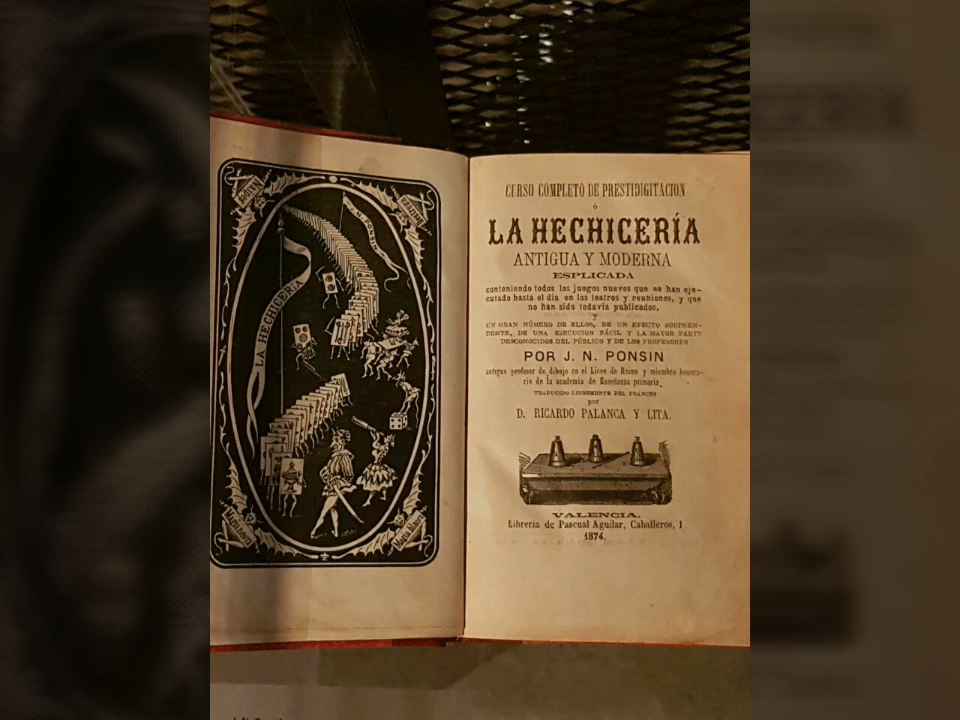 J. N. PONSIN
LA HECHICERÍA
CURSO COMPLETO DE PRESTIDIGITACION
ó
LA HECHICERÍA
ANTIGUA Y MODERNA
ESPLICADA
conteniendo todos los juegos nuevos que se han eje-
cutado hasta el dia en los teatros y reuniones, y que
no han sido todavía publicados,
y
UN GRAN NÚMERO DE ELLOS, DE UN EFECTO SORPREN-
DENTE, DE UNA EJECUCION FÁCIL Y LA MAYOR PARTE
DESCONOCIDOS DEL PÚBLICO Y DE LOS PROFESORES
POR J. N. PONSIN
antiguo profesor de dibujo en el Liceo de Reims y miembro honora-
rio de la academia de Enseñanza primaria,
TRADUCIDO LIBREMENTE DEL FRANCES
por
D. RICARDO PALANCA Y LITA.
VALENCIA.
Libreria de Pascual Aguilar, Caballeros, 1
1874.